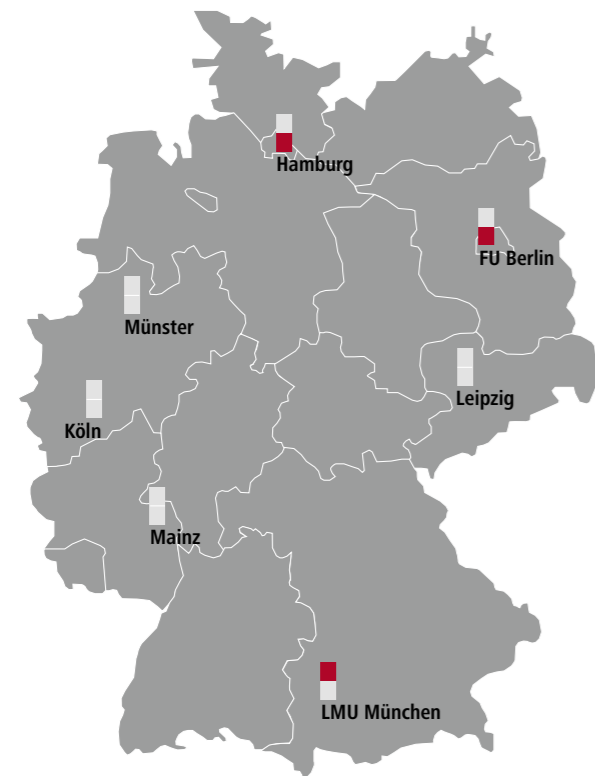 Hamburg
FU Berlin
Münster
Leipzig
Köln
Mainz
LMU München